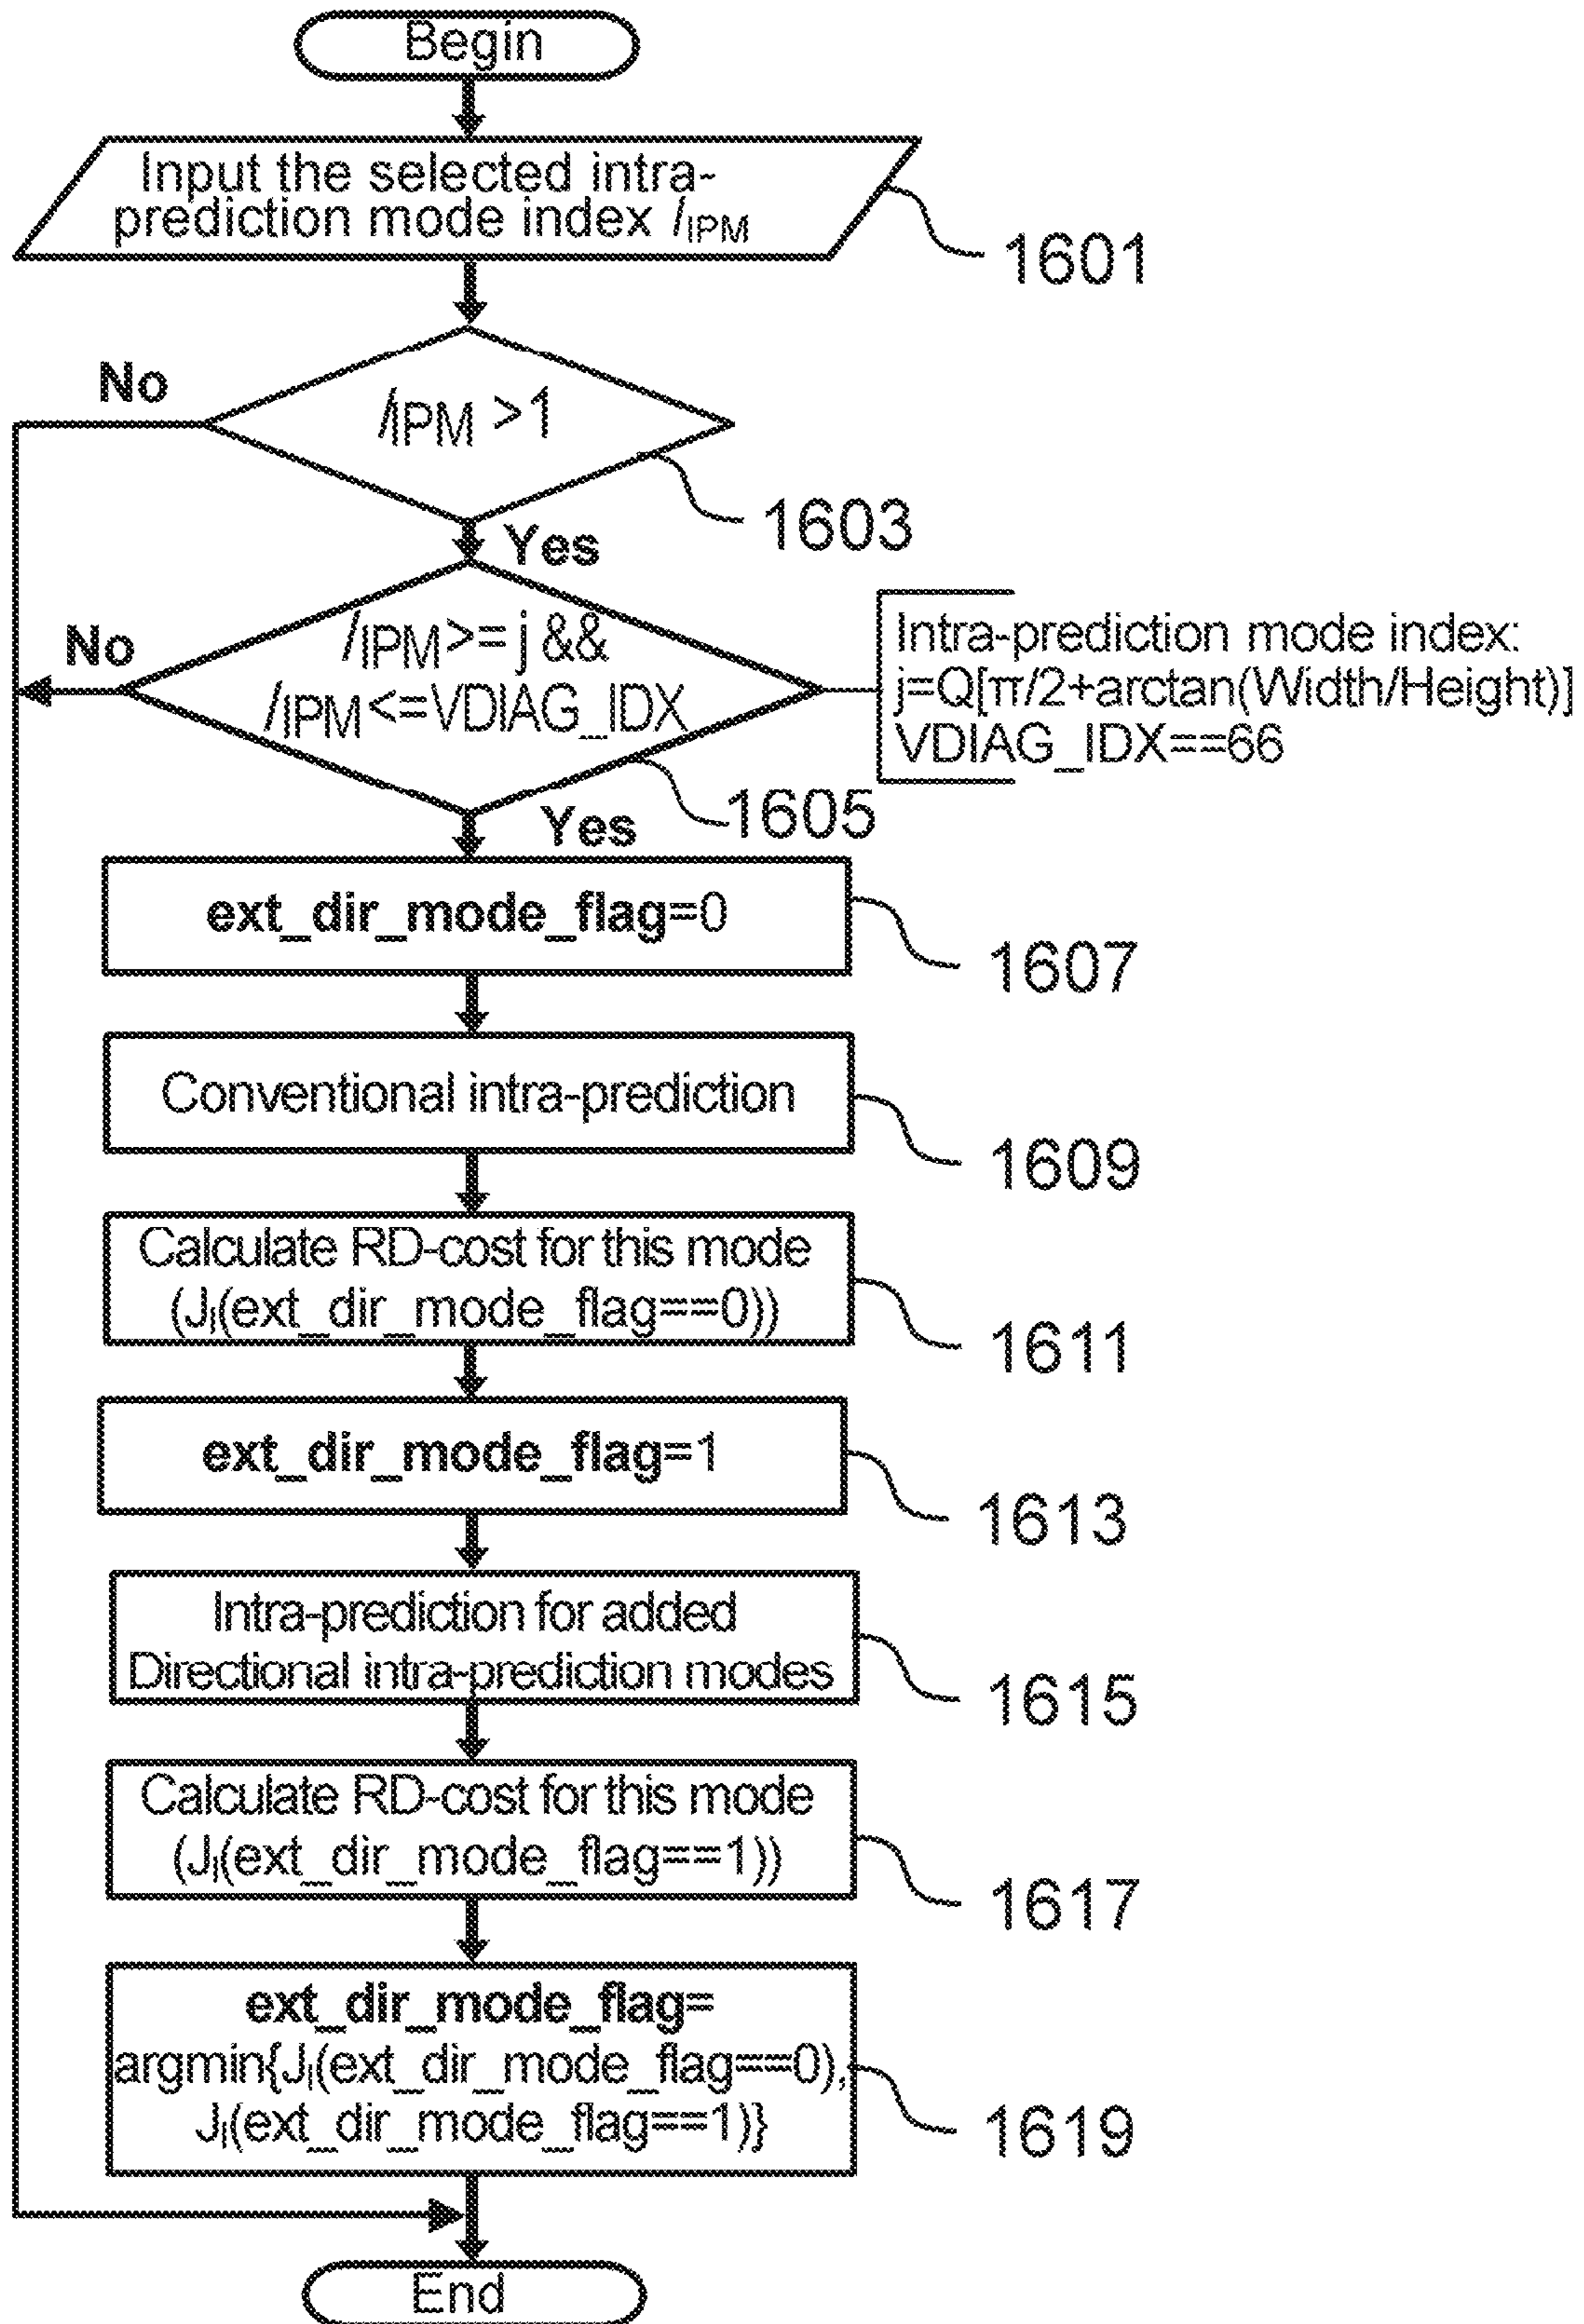 Begin
Input the selected intra-
prediction mode index IIPM
1601
No
IIPM >1
1603
Yes
No
IIPM>= j &&
IIPM<=VDIAG_IDX
Intra-prediction mode index:
j=Q[π/2+arctan(Width/Height)]
VDIAG_IDX==66
1605
Yes
ext_dir_mode_flag=0
1607
Conventional intra-prediction
1609
Calculate RD-cost for this mode
(JI(ext_dir_mode_flag==0))
1611
ext_dir_mode_flag=1
1613
Intra-prediction for added
Directional intra-prediction modes
1615
Calculate RD-cost for this mode
(JI(ext_dir_mode_flag==1))
1617
ext_dir_mode_flag=
argmin{JI(ext_dir_mode_flag==0),
JI(ext_dir_mode_flag==1)}
1619
End